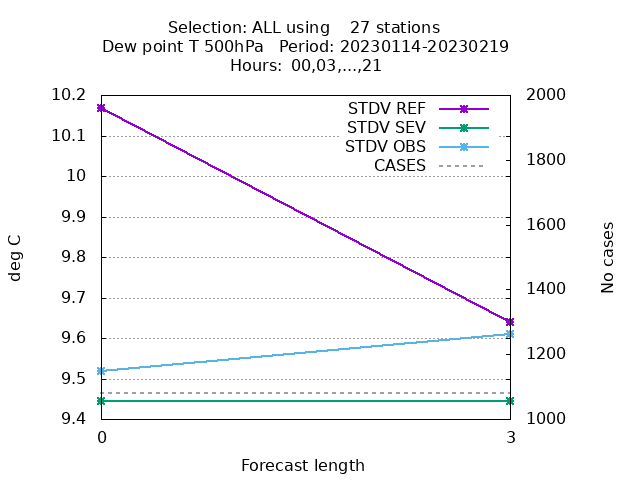 Selection: ALL using 27 stations
Dew point T 500hPa Period: 20230114-20230219
Hours: 00,03,...,21
10.2
10.1
10
9.9
9.8
9.7
9.6
9.5
9.4
deg C
STDV REF
STDV SEV
STDV OBS
CASES
2000
1800
1600
1400
1200
1000
No cases
0
3
Forecast length